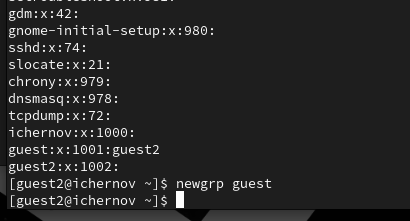 gdm:x:42:
gnome-initial-setup:x:980:
sshd:x:74:
slocate:x:21:
chrony:x:979:
dnsmasq:x:978:
tcpdump:x:72:
ichernov:x:1000:
guest:x:1001:guest2
guest2:x:1002:
[guest2@ichernov ~]$ newgrp guest
[guest2@ichernov ~]$